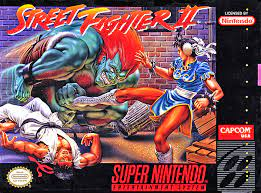 STREET FIGHTER II
LICENSED BY
Nintendo
CAPCOM
USA
SUPER NINTENDO
ENTERTAINMENT SYSTEM